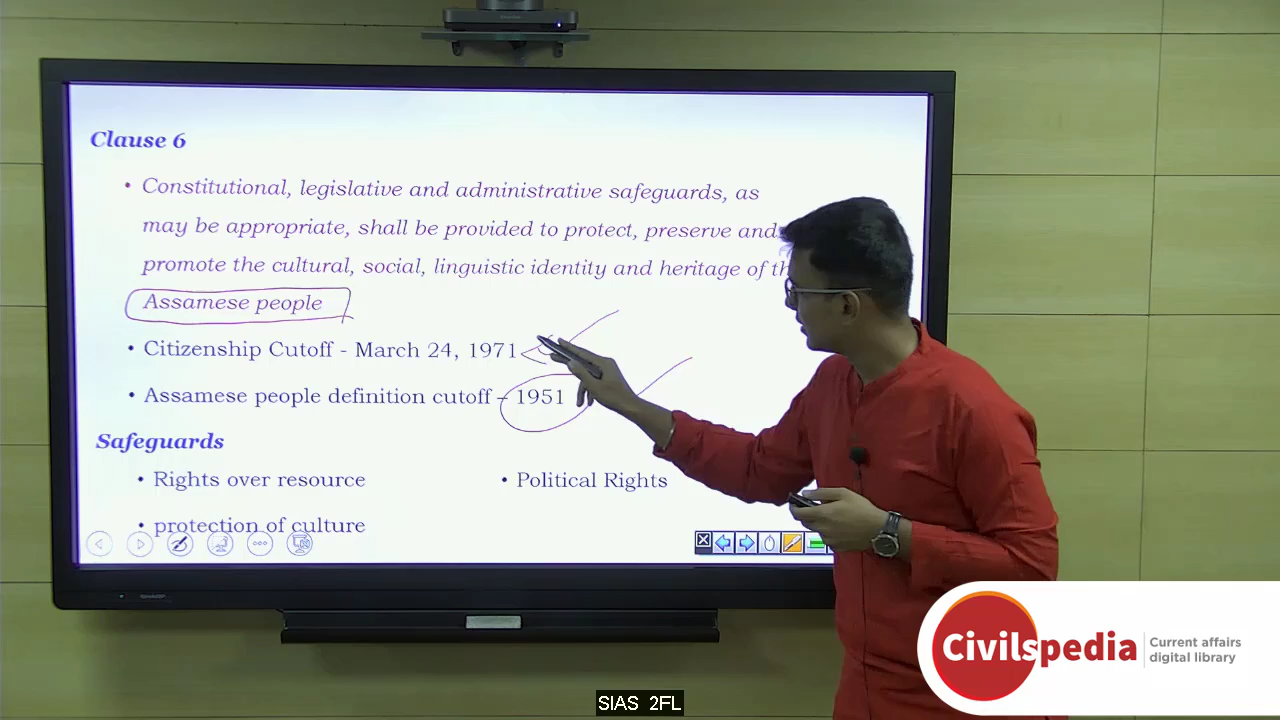 Clause 6
• Constitutional, legislative and administrative safeguards, as
may be appropriate, shall be provided to protect, preserve and
promote the cultural, social, linguistic identity and heritage of th
Assamese people
• Citizenship Cutoff - March 24, 1971
• Assamese people definition cutoff – 1951
Safeguards
• Rights over resource
• Political Rights
• protection of culture
SHARP
Civilspedia
Current affairs
digital library
SIAS 2FL